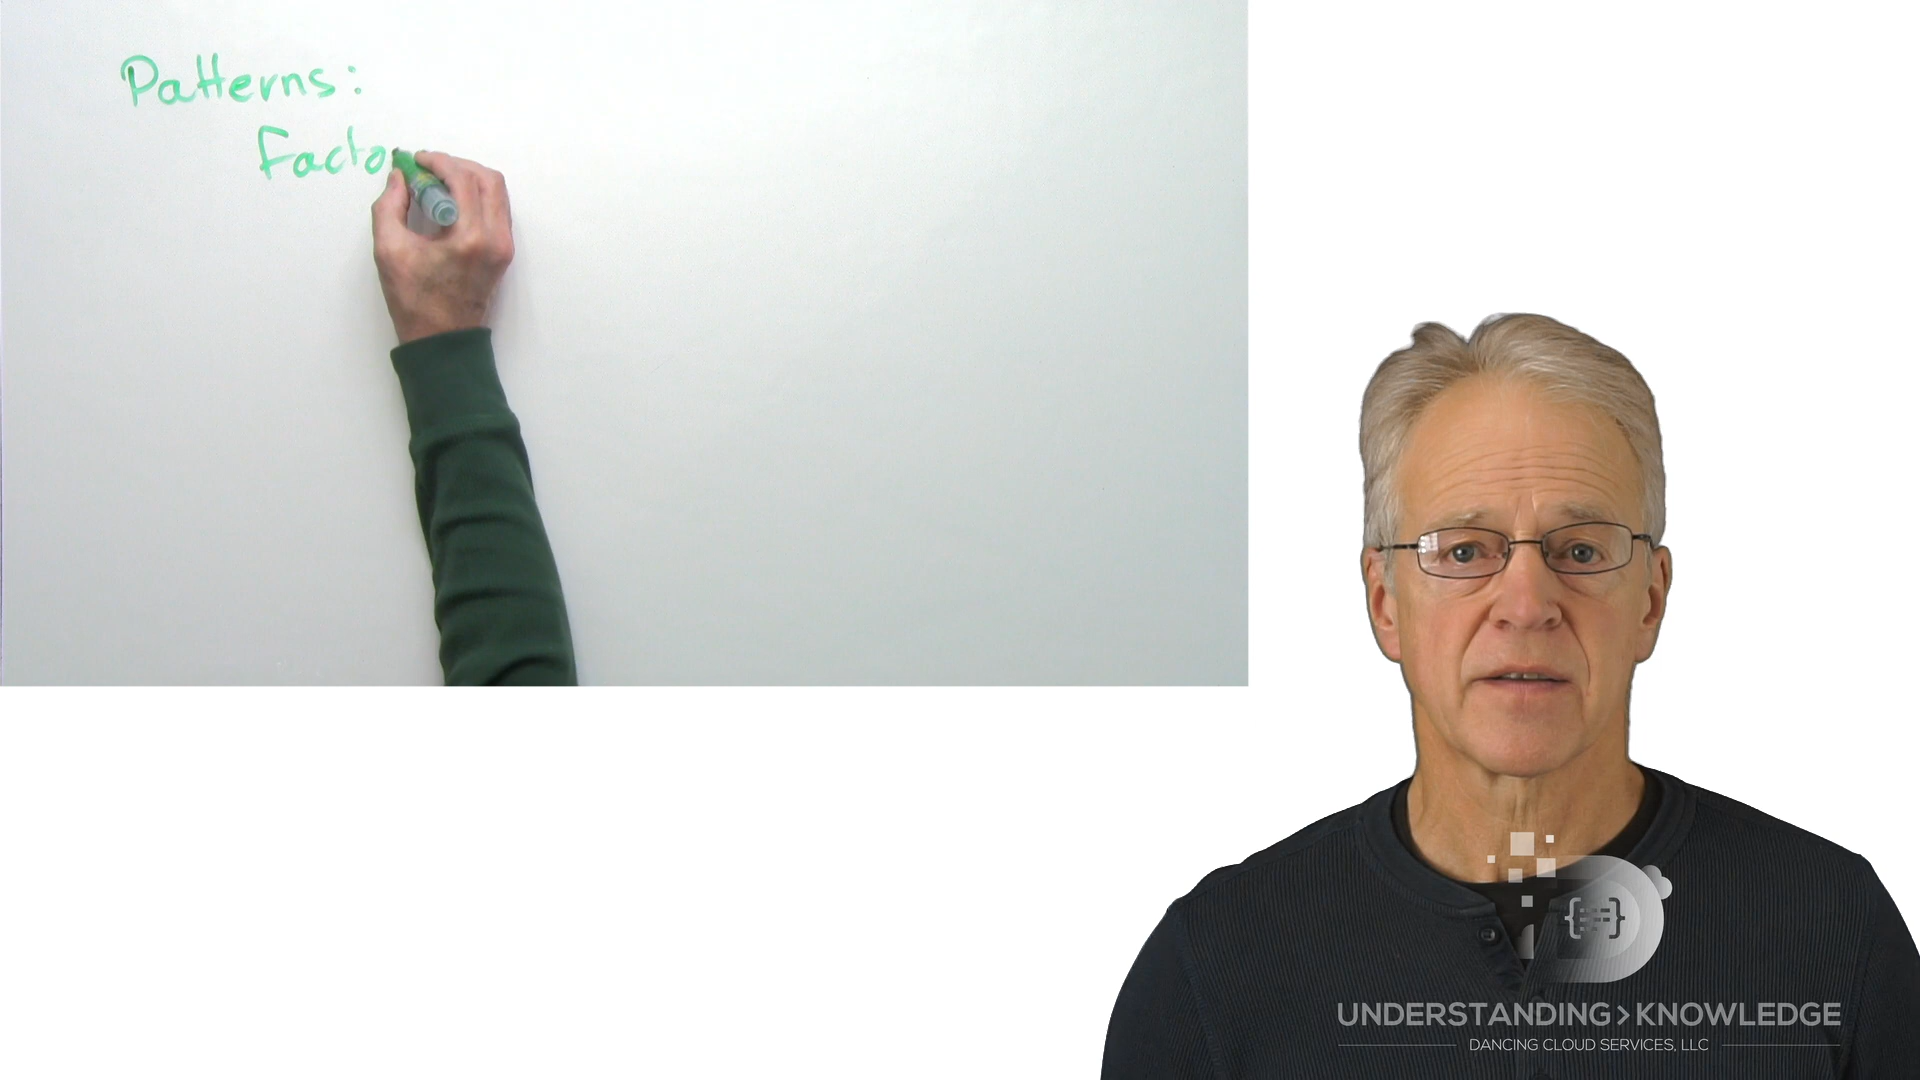 Patterns:
Facto
{==}
UNDERSTANDING>KNOWLEDGE
DANCING CLOUD SERVICES, LLC